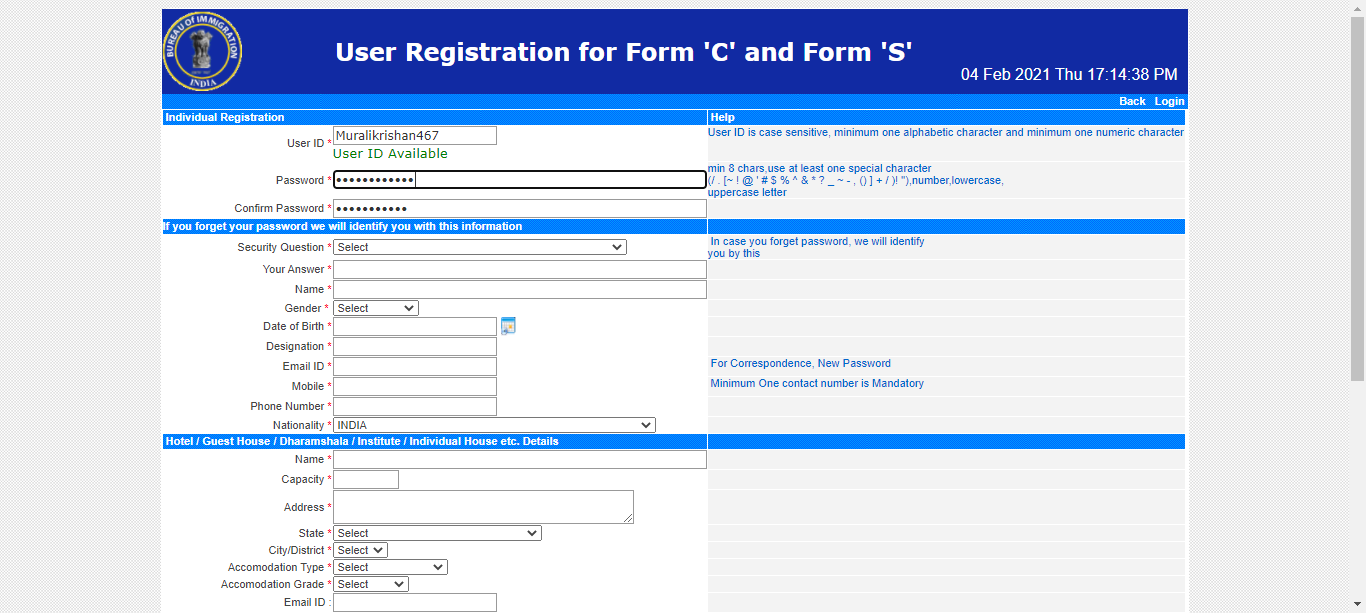 BUREAU OF IMMIGRATION
INDIA
User Registration for Form 'C' and Form 'S'
04 Feb 2021 Thu 17:14:38 PM
Back Login
Individual Registration Help
User ID * Muralikrishan467 User ID is case sensitive, minimum one alphabetic character and minimum one numeric character
User ID Available
min 8 chars,use at least one special character
Password * •••••••••••• (/ . [~ ! @ ' # $ % ^ & * ? _ ~ - , () ] + / )! "),number,lowercase,
uppercase letter
Confirm Password * •••••••••••
If you forget your password we will identify you with this information
Security Question * Select In case you forget password, we will identify
you by this
Your Answer *
Name *
Gender * Select
Date of Birth *
Designation *
Email ID * For Correspondence, New Password
Mobile * Minimum One contact number is Mandatory
Phone Number *
Nationality * INDIA
Hotel / Guest House / Dharamshala / Institute / Individual House etc. Details
Name *
Capacity *
Address *
State * Select
City/District * Select
Accomodation Type * Select
Accomodation Grade * Select
Email ID :